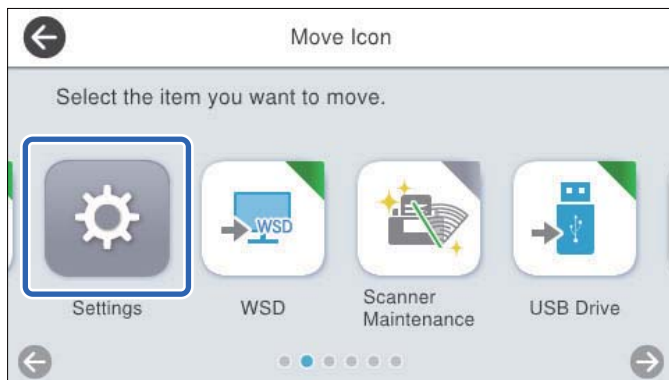 Move Icon
Select the item you want to move.
WSD
Settings
WSD
Scanner
Maintenance
USB Drive